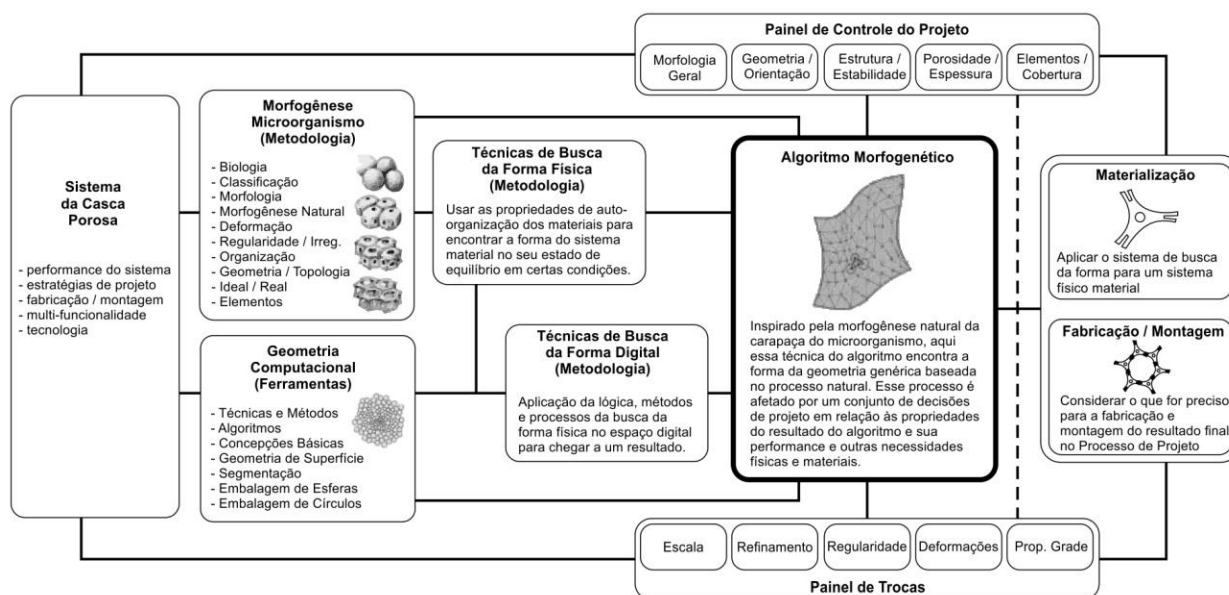 Painel de Controle do Projeto
Morfologia
Geral
Geometria /
Orientação
Estrutura /
Estabilidade
Porosidade /
Espessura
Elementos /
Cobertura
Sistema
da Casca
Porosa
- performance do sistema
- estratégias de projeto
- fabricação / montagem
- multi-funcionalidade
- tecnologia
Morfogênese
Microorganismo
(Metodologia)
- Biologia
- Classificação
- Morfologia
- Morfogênese Natural
- Deformação
- Regularidade / Irreg.
- Organização
- Geometria / Topologia
- Ideal / Real
- Elementos
Geometria
Computacional
(Ferramentas)
- Técnicas e Métodos
- Algoritmos
- Concepções Básicas
- Geometria de Superfície
- Segmentação
- Embalagem de Esferas
- Embalagem de Círculos
Técnicas de Busca
da Forma Física
(Metodologia)
Usar as propriedades de auto-
organização dos materiais para
encontrar a forma do sistema
material no seu estado de
equilíbrio em certas condições.
Técnicas de Busca
da Forma Digital
(Metodologia)
Aplicação da lógica, métodos
e processos da busca da
forma física no espaço digital
para chegar a um resultado.
Algoritmo Morfogenético
Inspirado pela morfogênese natural da
carapaça do microorganismo, aqui
essa técnica do algoritmo encontra a
forma da geometria genérica baseada
no processo natural. Esse processo é
afetado por um conjunto de decisões
de projeto em relação às propriedades
do resultado do algoritmo e sua
performance e outras necessidades
físicas e materiais.
Materialização
Aplicar o sistema de busca
da forma para um sistema
físico material
Fabricação / Montagem
Considerar o que for preciso
para a fabricação e
montagem do resultado final
no Processo de Projeto
Escala
Refinamento
Regularidade
Deformações
Prop. Grade
Painel de Trocas